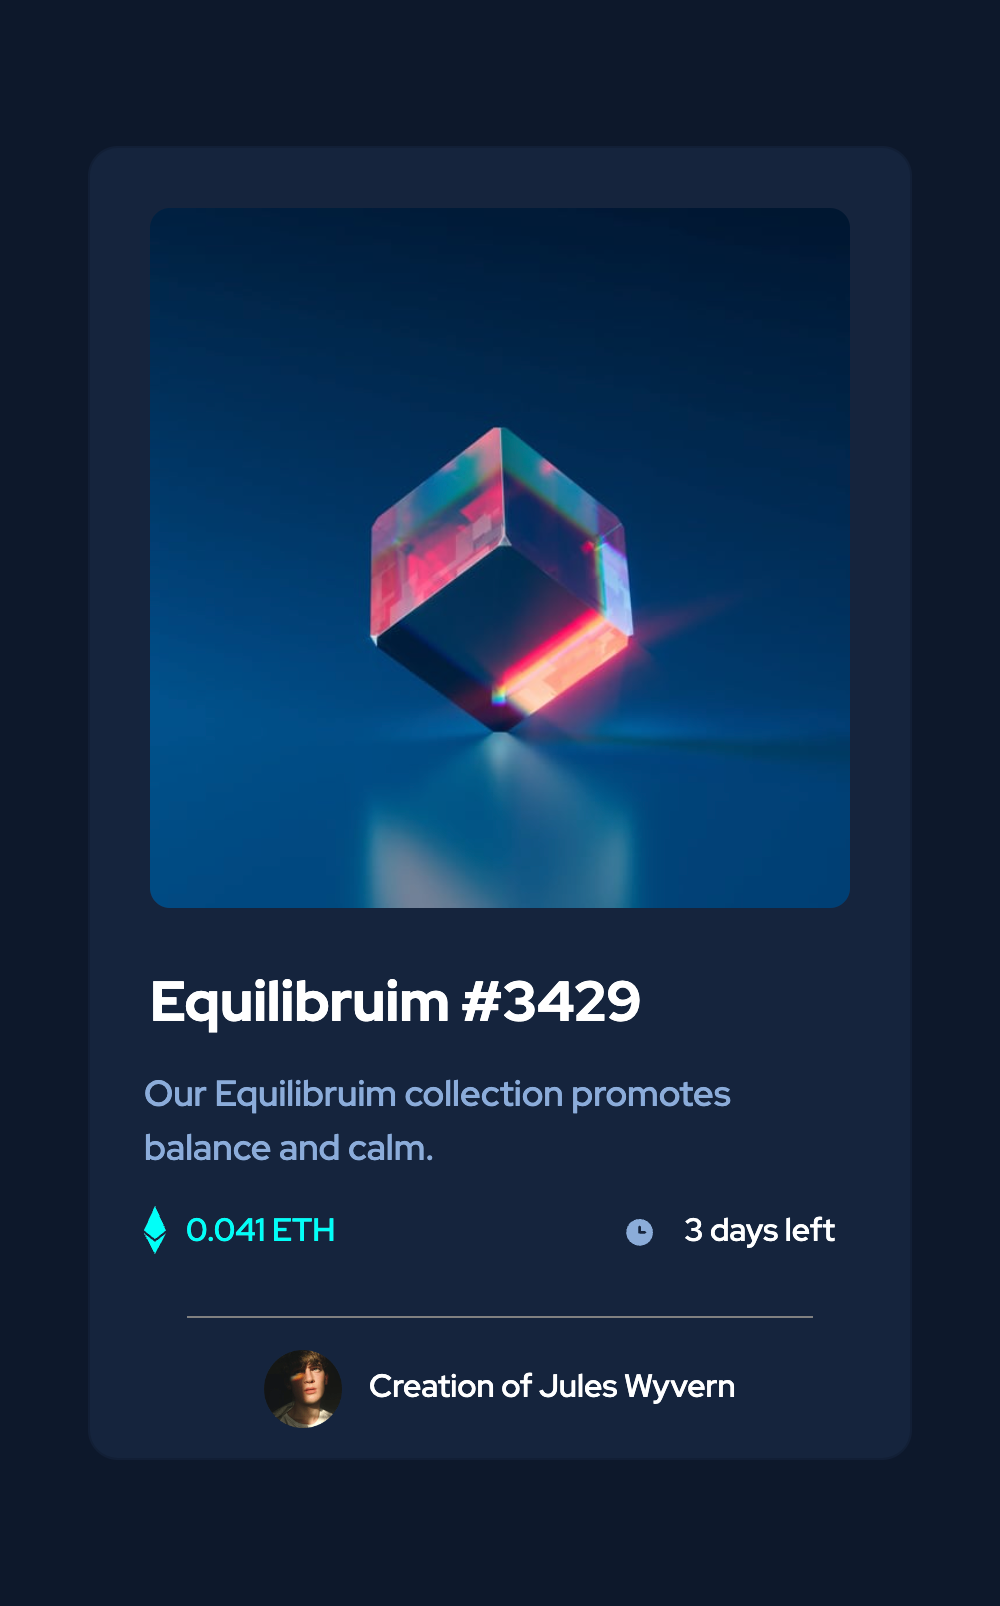 Equilibruim #3429
Our Equilibruim collection promotes
balance and calm.
0.041 ETH
3 days left
Creation of Jules Wyvern